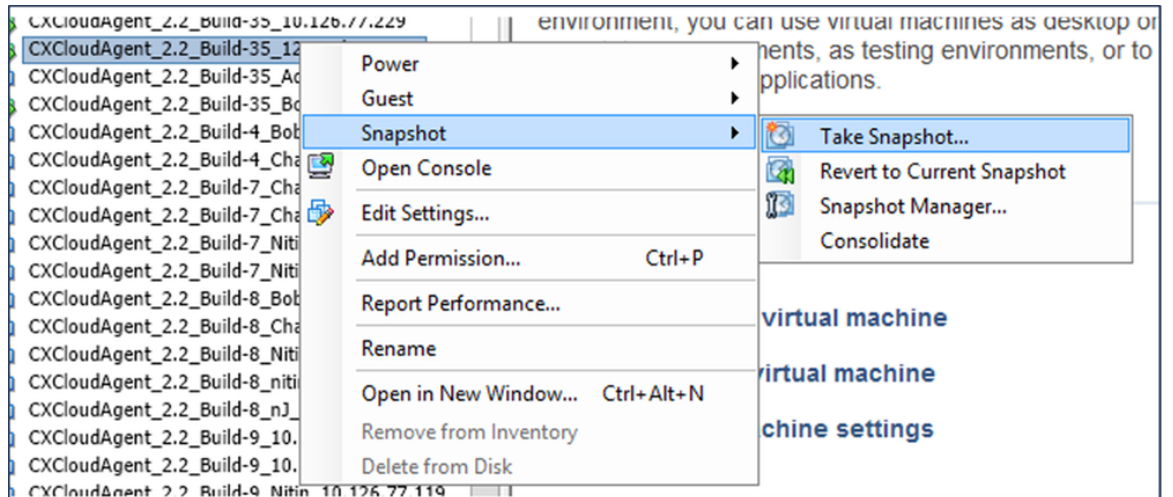 CXCloudAgent_2.2_Build-35_10.126.77.229
CXCloudAgent_2.2_Build-35_12
CXCloudAgent_2.2_Build-35_Ad
CXCloudAgent_2.2_Build-35_Bo
CXCloudAgent_2.2_Build-4_Bob
CXCloudAgent_2.2_Build-4_Cha
CXCloudAgent_2.2_Build-7_Cha
CXCloudAgent_2.2_Build-7_Cha
CXCloudAgent_2.2_Build-7_Niti
CXCloudAgent_2.2_Build-7_Niti
CXCloudAgent_2.2_Build-8_Bob
CXCloudAgent_2.2_Build-8_Cha
CXCloudAgent_2.2_Build-8_Niti
CXCloudAgent_2.2_Build-8_niti
CXCloudAgent_2.2_Build-8_nJ_
CXCloudAgent_2.2_Build-9_10.
CXCloudAgent_2.2_Build-9_10.
CXCloudAgent_2.2_Build-9_Nitin_10.126.77.119
Power
Guest
Snapshot
Open Console
Edit Settings...
Add Permission... Ctrl+P
Report Performance...
Rename
Open in New Window... Ctrl+Alt+N
Remove from Inventory
Delete from Disk
Take Snapshot...
Revert to Current Snapshot
Snapshot Manager...
Consolidate
environment, you can use virtual machines as desktop or
ments, as testing environments, or to
pplications.
virtual machine
virtual machine
chine settings